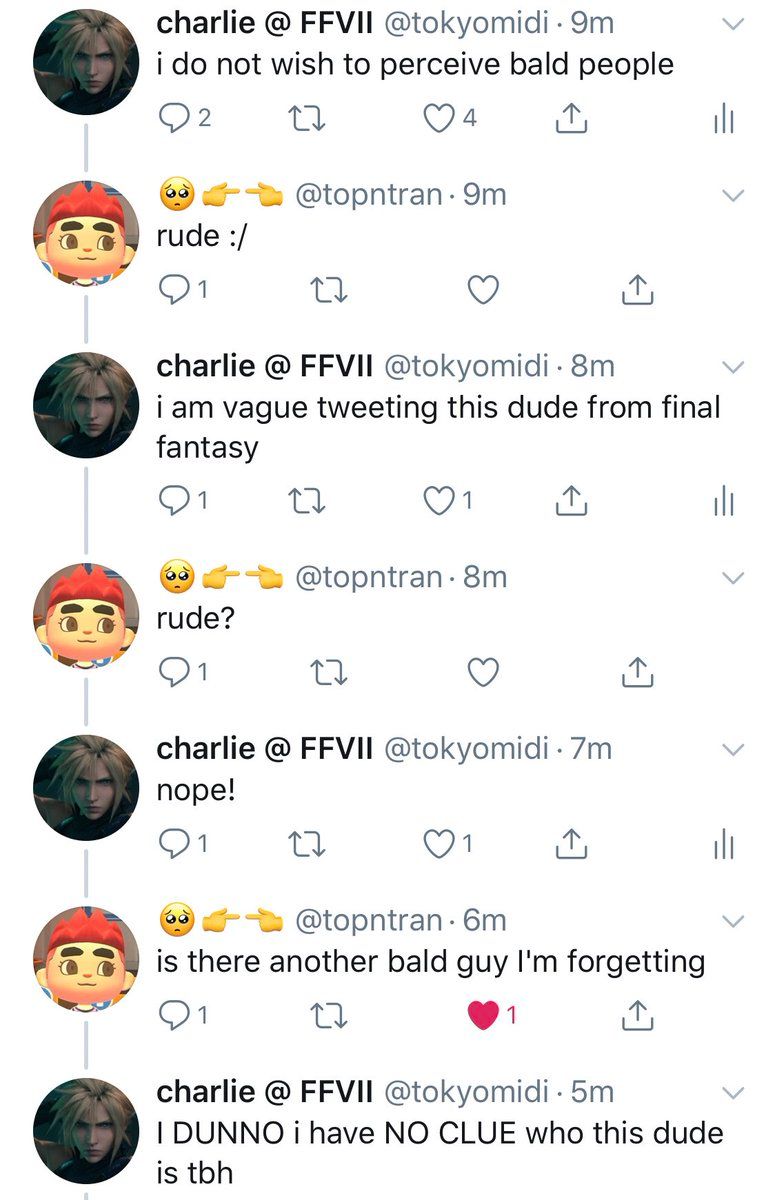 charlie @ FFVII @tokyomidi · 9m
i do not wish to perceive bald people
2 4
🥺👉👈 @topntran · 9m
rude :/
1
charlie @ FFVII @tokyomidi · 8m
i am vague tweeting this dude from final
fantasy
1 1
🥺👉👈 @topntran · 8m
rude?
1
charlie @ FFVII @tokyomidi · 7m
nope!
1 1
🥺👉👈 @topntran · 6m
is there another bald guy I'm forgetting
1 1
charlie @ FFVII @tokyomidi · 5m
I DUNNO i have NO CLUE who this dude
is tbh